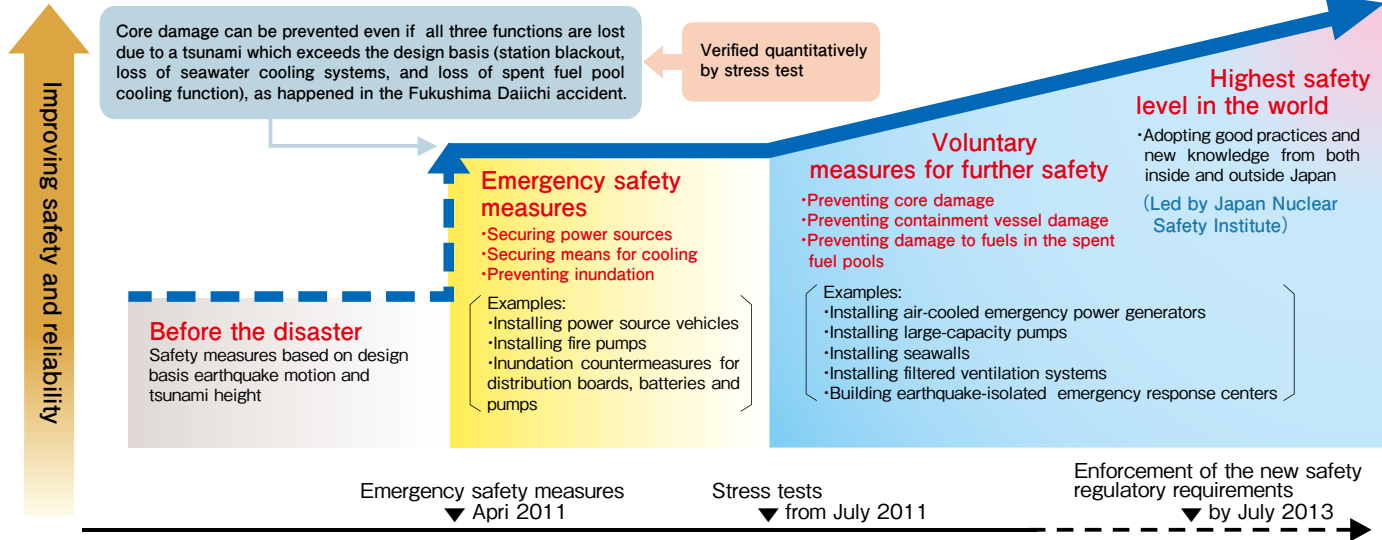 Improving safety and reliability
Core damage can be prevented even if all three functions are lost
due to a tsunami which exceeds the design basis (station blackout,
loss of seawater cooling systems, and loss of spent fuel pool
cooling function), as happened in the Fukushima Daiichi accident.
Verified quantitatively
by stress test
Before the disaster
Safety measures based on design
basis earthquake motion and
tsunami height
Emergency safety
measures
・Securing power sources
・Securing means for cooling
・Preventing inundation
Examples:
・Installing power source vehicles
・Installing fire pumps
・Inundation countermeasures for
distribution boards, batteries and
pumps
Voluntary
measures for further safety
・Preventing core damage
・Preventing containment vessel damage
・Preventing damage to fuels in the spent
fuel pools
Examples:
・Installing air-cooled emergency power generators
・Installing large-capacity pumps
・Installing seawalls
・Installing filtered ventilation systems
・Building earthquake-isolated emergency response centers
Highest safety
level in the world
・Adopting good practices and
new knowledge from both
inside and outside Japan
(Led by Japan Nuclear
Safety Institute)
Emergency safety measures
▼ Apri 2011
Stress tests
▼ from July 2011
Enforcement of the new safety
regulatory requirements
▼ by July 2013